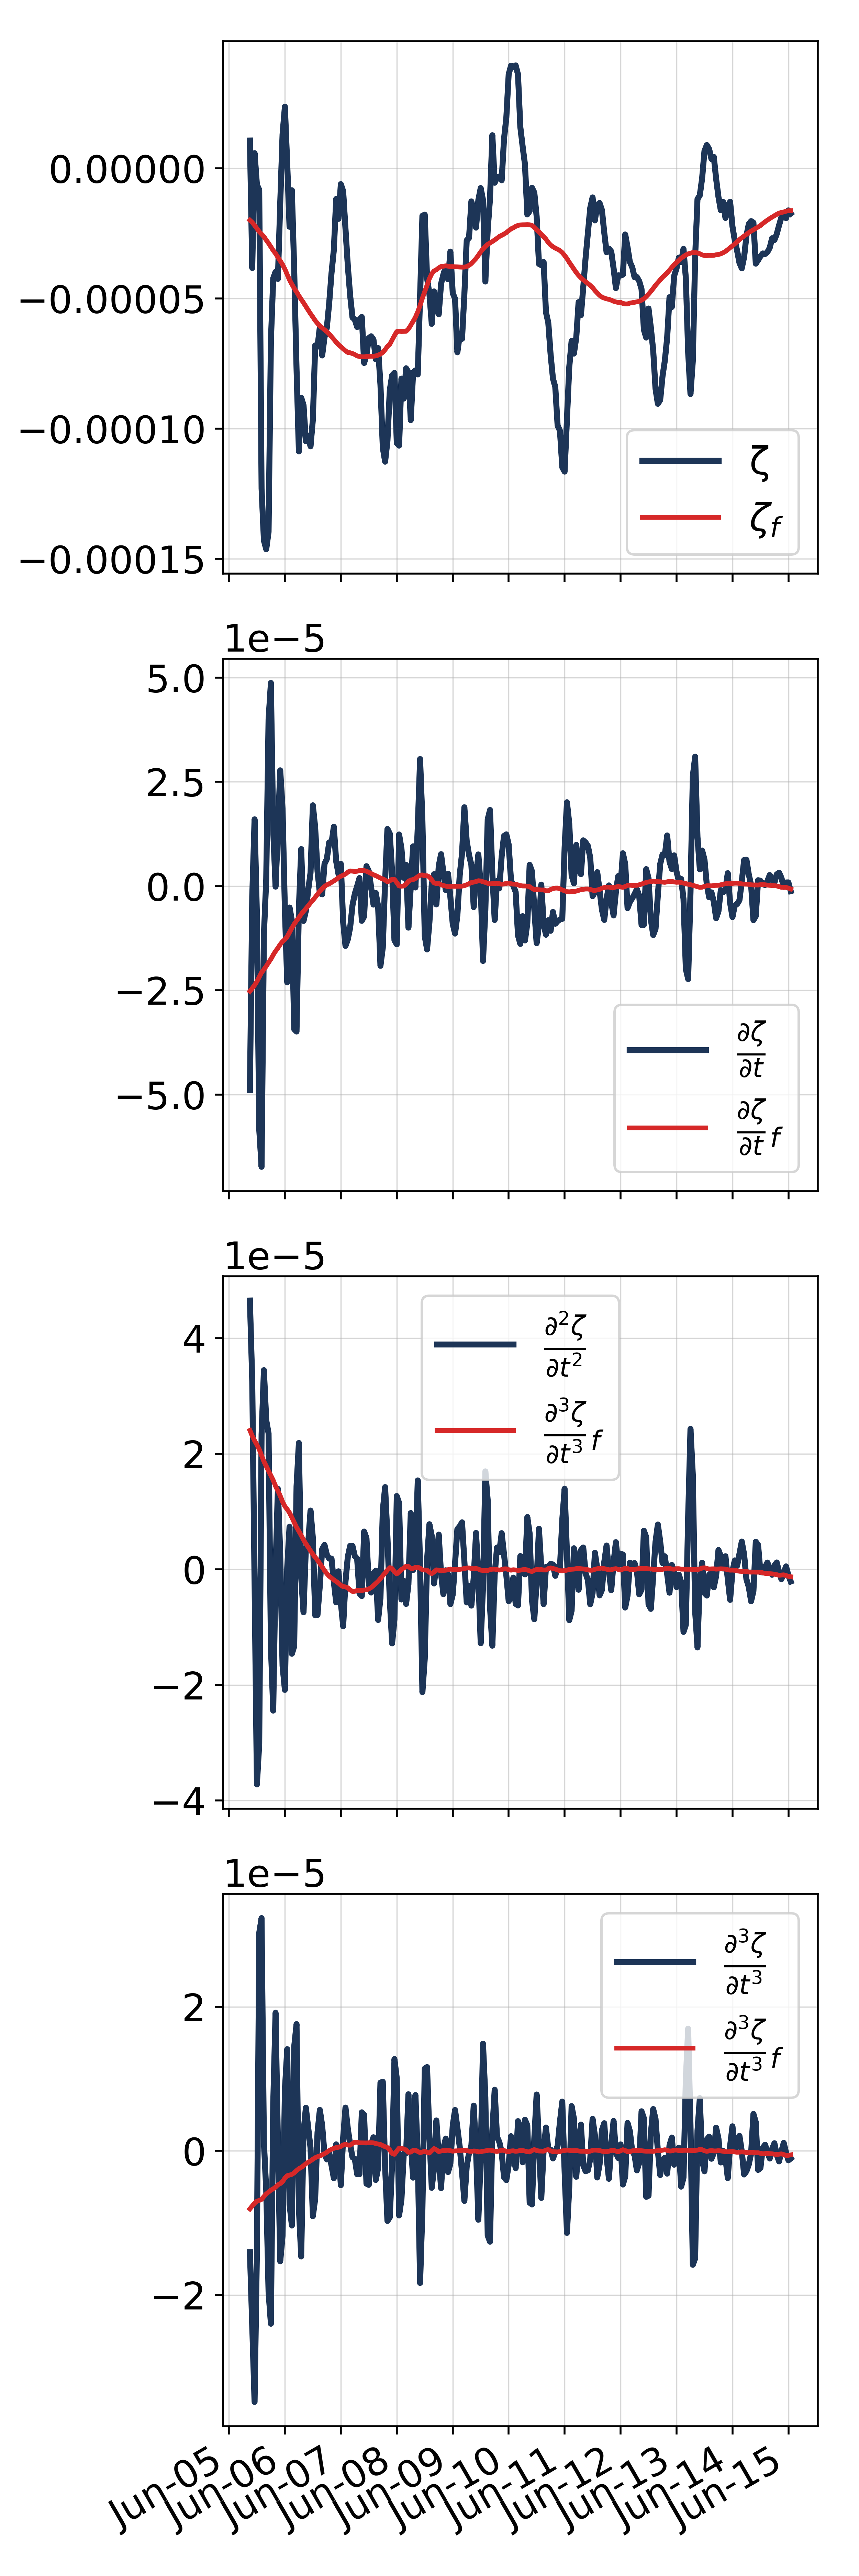 0.00000
−0.00005
−0.00010
−0.00015
ζ
ζf
1e−5
5.0
2.5
0.0
−2.5
−5.0
∂ζ/∂t
∂ζ/∂t f
1e−5
4
2
0
−2
−4
∂²ζ/∂t²
∂³ζ/∂t³ f
1e−5
2
0
−2
∂³ζ/∂t³
∂³ζ/∂t³ f
Jun-05
Jun-06
Jun-07
Jun-08
Jun-09
Jun-10
Jun-11
Jun-12
Jun-13
Jun-14
Jun-15